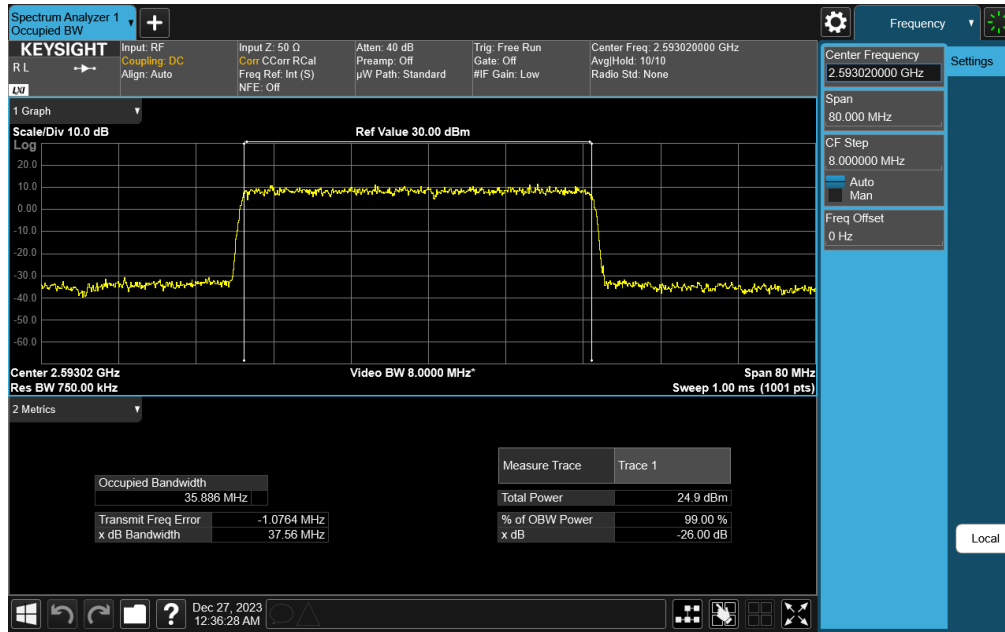 Spectrum Analyzer 1
Occupied BW
+
Frequency
KEYSIGHT
R L
LXI
Input: RF
Coupling: DC
Align: Auto
Input Z: 50 Ω
Corr CCorr RCal
Freq Ref: Int (S)
NFE: Off
Atten: 40 dB
Preamp: Off
µW Path: Standard
Trig: Free Run
Gate: Off
#IF Gain: Low
Center Freq: 2.593020000 GHz
Avg|Hold: 10/10
Radio Std: None
Center Frequency
2.593020000 GHz
Settings
Span
80.000 MHz
CF Step
8.000000 MHz
Auto
Man
Freq Offset
0 Hz
Local
1 Graph
Scale/Div 10.0 dB
Ref Value 30.00 dBm
Log
20.0
10.0
0.00
-10.0
-20.0
-30.0
-40.0
-50.0
-60.0
Center 2.59302 GHz
Video BW 8.0000 MHz*
Span 80 MHz
Res BW 750.00 kHz
Sweep 1.00 ms (1001 pts)
2 Metrics
Occupied Bandwidth
35.886 MHz
Transmit Freq Error -1.0764 MHz
x dB Bandwidth 37.56 MHz
Measure Trace Trace 1
Total Power 24.9 dBm
% of OBW Power 99.00 %
x dB -26.00 dB
?
Dec 27, 2023
12:36:28 AM